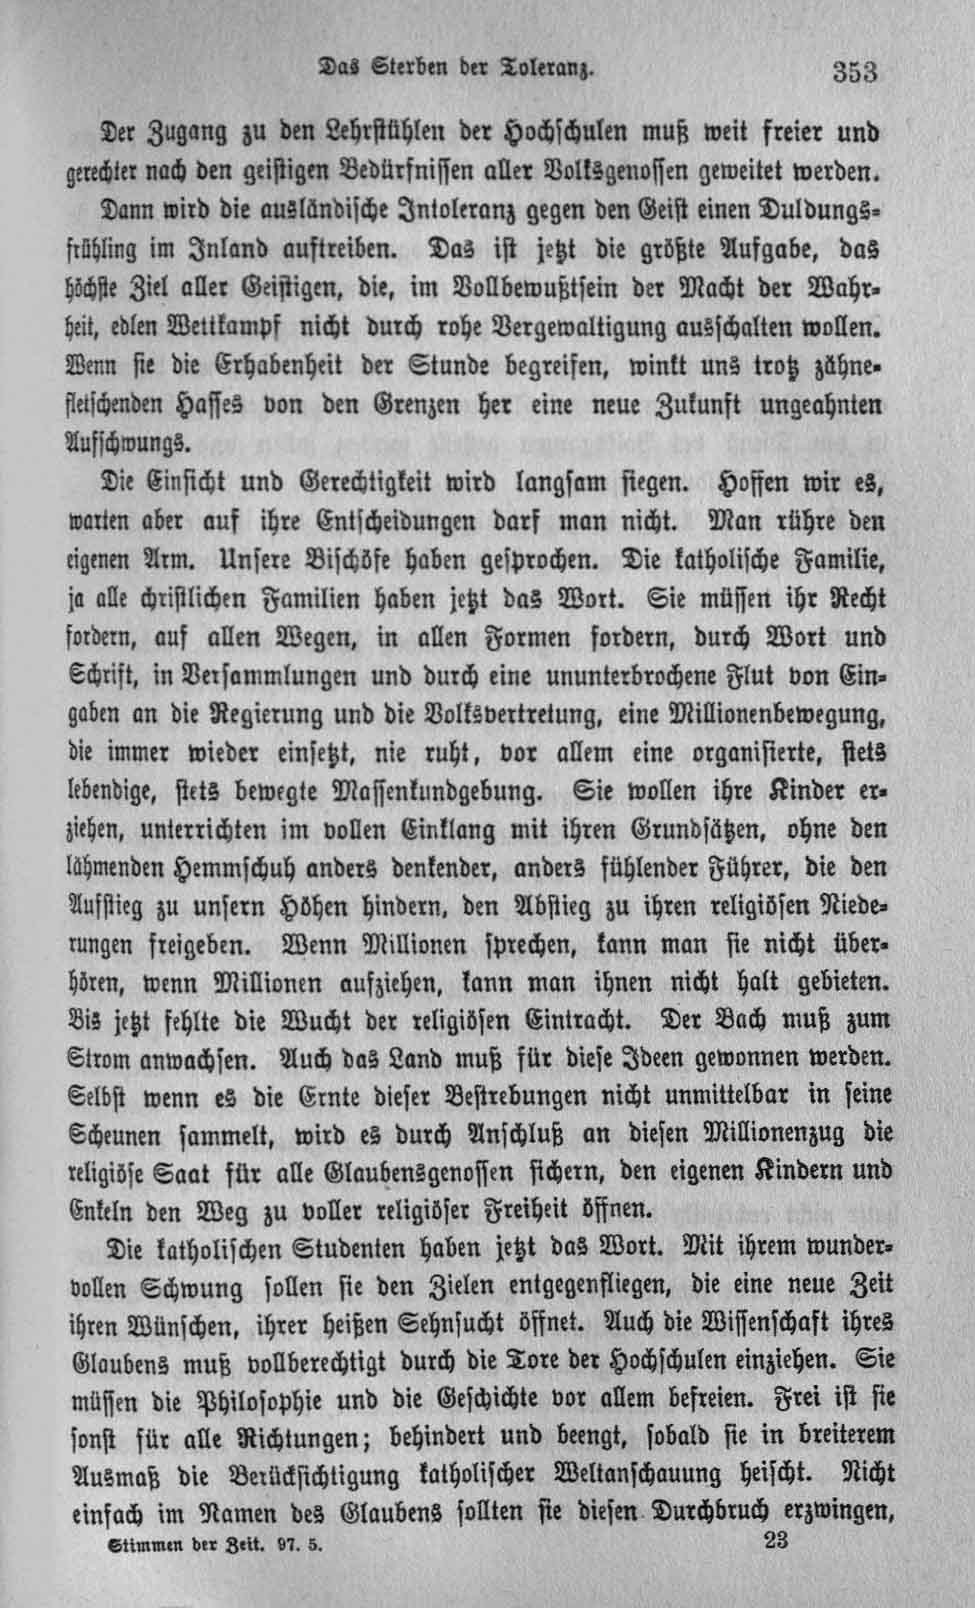 Das Sterben der Toleranz. 353
Der Zugang zu den Lehrstühlen der Hochschulen muß weit freier und
gerechter nach den geistigen Bedürfnissen aller Volksgenossen geweitet werden.
Dann wird die ausländische Intoleranz gegen den Geist einen Duldungs-
frühling im Inland auftreiben. Das ist jetzt die größte Aufgabe, das
höchste Ziel aller Geistigen, die, im Vollbewußtsein der Macht der Wahr-
heit, edlen Wettkampf nicht durch rohe Vergewaltigung ausschalten wollen.
Wenn sie die Erhabenheit der Stunde begreifen, winkt uns trotz zähne-
fletschenden Hasses von den Grenzen her eine neue Zukunft ungeahnten
Aufschwungs.
Die Einsicht und Gerechtigkeit wird langsam siegen. Hoffen wir es,
warten aber auf ihre Entscheidungen darf man nicht. Man rühre den
eigenen Arm. Unsere Bischöfe haben gesprochen. Die katholische Familie,
ja alle christlichen Familien haben jetzt das Wort. Sie müssen ihr Recht
fordern, auf allen Wegen, in allen Formen fordern, durch Wort und
Schrift, in Versammlungen und durch eine ununterbrochene Flut von Ein-
gaben an die Regierung und die Volksvertretung, eine Millionenbewegung,
die immer wieder einsetzt, nie ruht, vor allem eine organisierte, stets
lebendige, stets bewegte Massenkundgebung. Sie wollen ihre Kinder er-
ziehen, unterrichten im vollen Einklang mit ihren Grundsätzen, ohne den
lähmenden Hemmschuh anders denkender, anders fühlender Führer, die den
Aufstieg zu unsern Höhen hindern, den Abstieg zu ihren religiösen Niede-
rungen freigeben. Wenn Millionen sprechen, kann man sie nicht über-
hören, wenn Millionen aufziehen, kann man ihnen nicht halt gebieten.
Bis jetzt fehlte die Wucht der religiösen Eintracht. Der Bach muß zum
Strom anwachsen. Auch das Land muß für diese Ideen gewonnen werden.
Selbst wenn es die Ernte dieser Bestrebungen nicht unmittelbar in seine
Scheunen sammelt, wird es durch Anschluß an diesen Millionenzug die
religiöse Saat für alle Glaubensgenossen sichern, den eigenen Kindern und
Enkeln den Weg zu voller religiöser Freiheit öffnen.
Die katholischen Studenten haben jetzt das Wort. Mit ihrem wunder-
vollen Schwung sollen sie den Zielen entgegenfliegen, die eine neue Zeit
ihren Wünschen, ihrer heißen Sehnsucht öffnet. Auch die Wissenschaft ihres
Glaubens muß vollberechtigt durch die Tore der Hochschulen einziehen. Sie
müssen die Philosophie und die Geschichte vor allem befreien. Frei ist sie
sonst für alle Richtungen; behindert und beengt, sobald sie in breiterem
Ausmaß die Berücksichtigung katholischer Weltanschauung heischt. Nicht
einfach im Namen des Glaubens sollten sie diesen Durchbruch erzwingen,
Stimmen der Zeit. 97. 5. 23